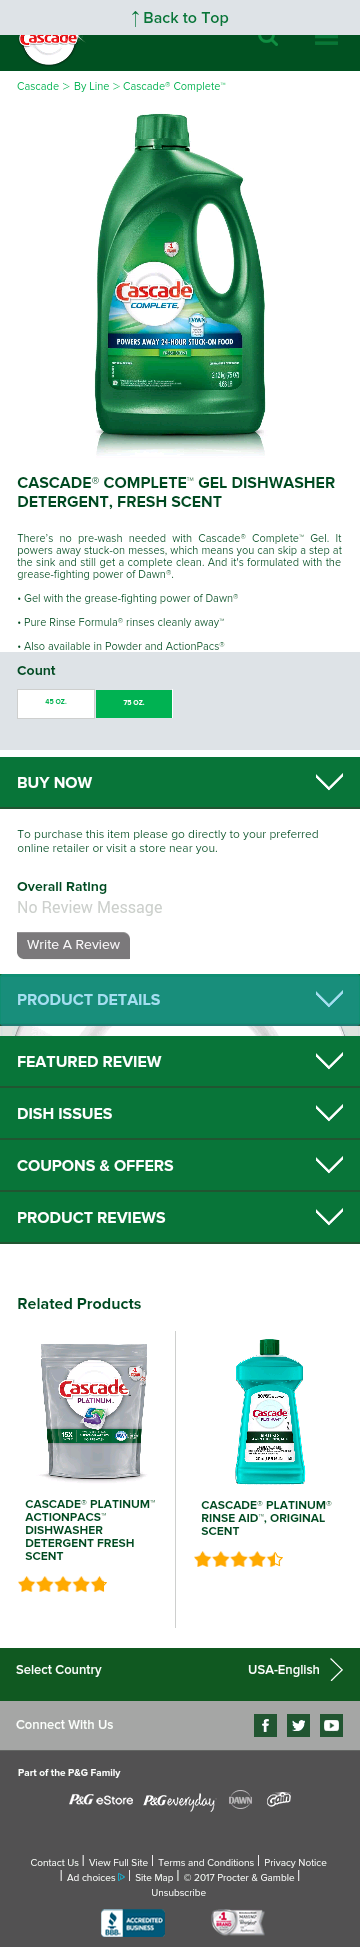 ↑ Back to Top
Cascade
Cascade > By Line > Cascade® Complete™
Cascade
COMPLETE
DAWN
POWERS AWAY 24-HOUR STUCK-ON FOOD
CASCADE® COMPLETE™ GEL DISHWASHER
DETERGENT, FRESH SCENT
There's no pre-wash needed with Cascade® Complete™ Gel. It
powers away stuck-on messes, which means you can skip a step at
the sink and still get a complete clean. And it's formulated with the
grease-fighting power of Dawn®.
• Gel with the grease-fighting power of Dawn®
• Pure Rinse Formula® rinses cleanly away™
• Also available in Powder and ActionPacs®
Count
45 OZ.
75 OZ.
BUY NOW
To purchase this item please go directly to your preferred
online retailer or visit a store near you.
Overall Rating
No Review Message
Write A Review
PRODUCT DETAILS
FEATURED REVIEW
DISH ISSUES
COUPONS & OFFERS
PRODUCT REVIEWS
Related Products
Cascade
PLATINUM
Cascade
CASCADE® PLATINUM™
ACTIONPACS™
DISHWASHER
DETERGENT FRESH
SCENT
CASCADE® PLATINUM®
RINSE AID™, ORIGINAL
SCENT
Select Country
USA-English
Connect With Us
Part of the P&G Family
P&G eStore
P&G everyday
DAWN
Gain
Contact Us | View Full Site | Terms and Conditions | Privacy Notice
| Ad choices | Site Map | © 2017 Procter & Gamble |
Unsubscribe
BBB
ACCREDITED
BUSINESS
#1
BRAND